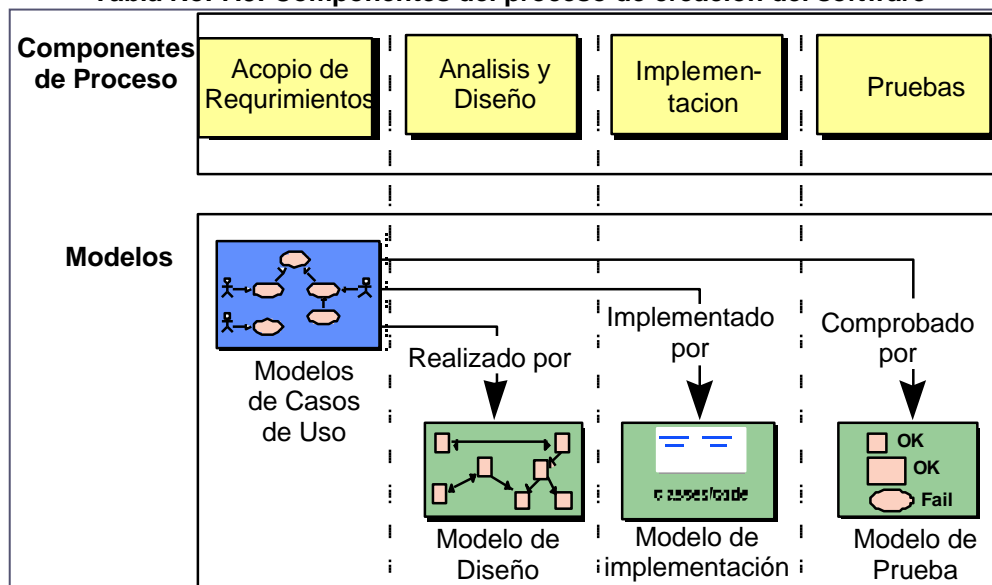 Componentes
de Proceso
Acopio de
Requrimientos
Analisis y
Diseño
Implemen-
tacion
Pruebas
Modelos
Modelos
de Casos
de Uso
Realizado por
Implementado
por
Comprobado
por
OK
OK
Fail
Modelo de
Diseño
Modelo de
implementación
Modelo de
Prueba